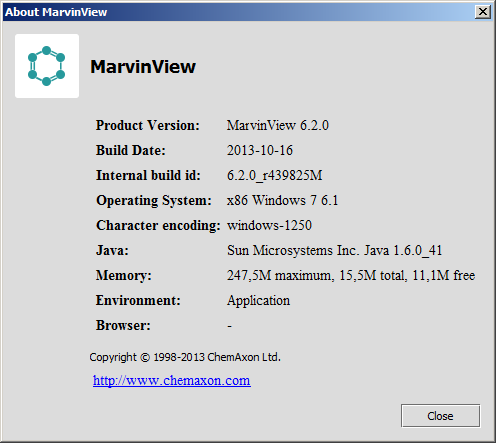 About MarvinView
MarvinView
Product Version: MarvinView 6.2.0
Build Date: 2013-10-16
Internal build id: 6.2.0_r439825M
Operating System: x86 Windows 7 6.1
Character encoding: windows-1250
Java: Sun Microsystems Inc. Java 1.6.0_41
Memory: 247,5M maximum, 15,5M total, 11,1M free
Environment: Application
Browser: -
Copyright © 1998-2013 ChemAxon Ltd.
http://www.chemaxon.com
Close